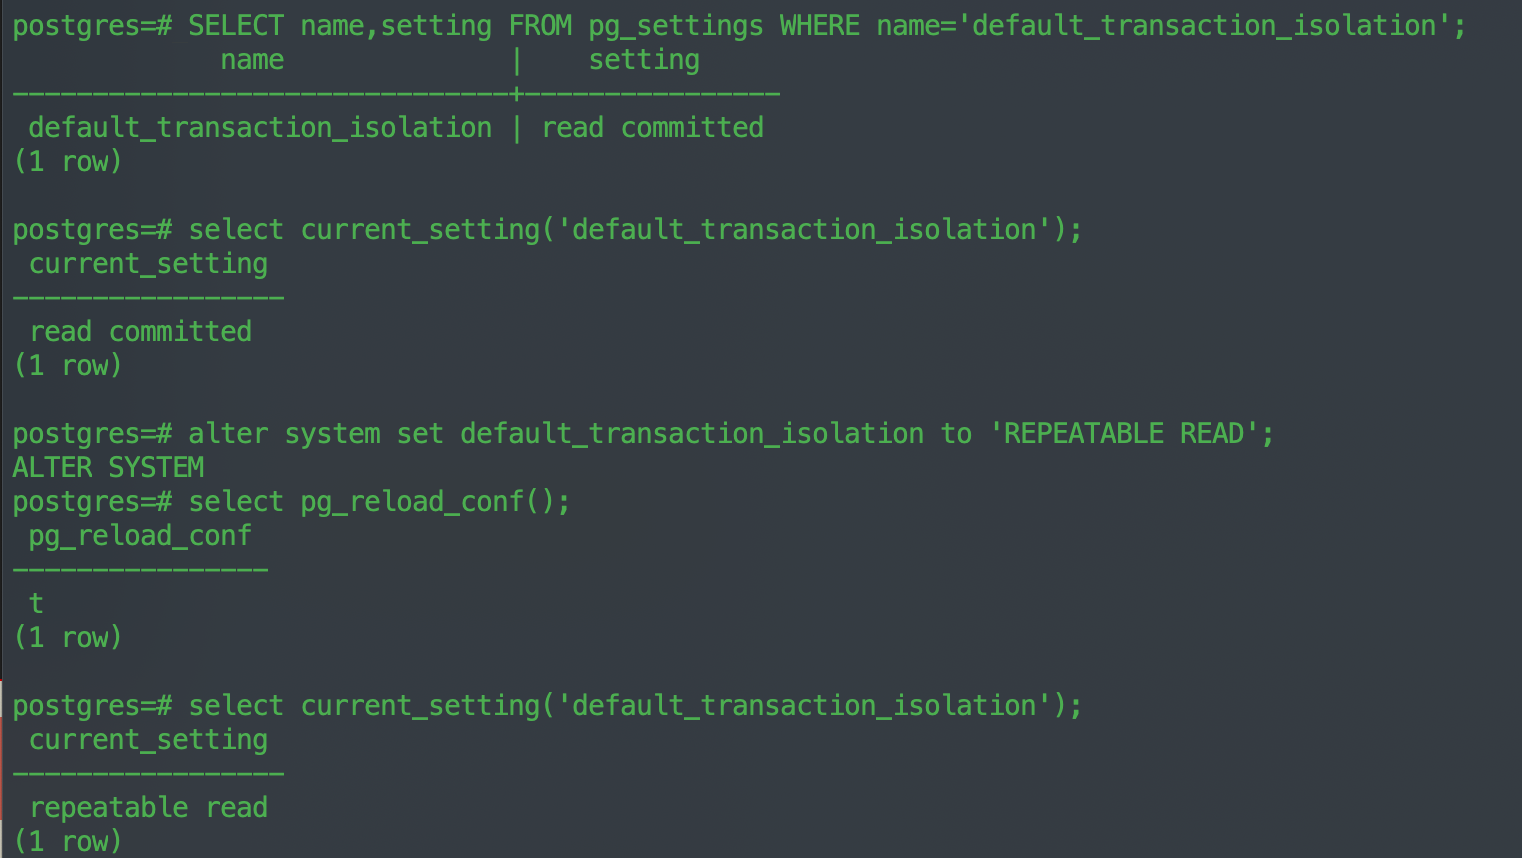 postgres=# SELECT name,setting FROM pg_settings WHERE name='default_transaction_isolation';
             name              |    setting
-------------------------------+----------------
 default_transaction_isolation | read committed
(1 row)

postgres=# select current_setting('default_transaction_isolation');
 current_setting
-----------------
 read committed
(1 row)

postgres=# alter system set default_transaction_isolation to 'REPEATABLE READ';
ALTER SYSTEM
postgres=# select pg_reload_conf();
 pg_reload_conf
----------------
 t
(1 row)

postgres=# select current_setting('default_transaction_isolation');
 current_setting
-----------------
 repeatable read
(1 row)